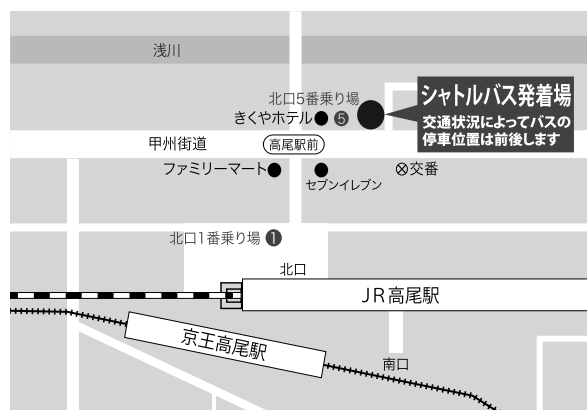 浅川
北口5番乗り場
きくやホテル
5
シャトルバス発着場
交通状況によってバスの
停車位置は前後します
甲州街道
高尾駅前
ファミリーマート
セブンイレブン
交番
北口1番乗り場 1
北口
JR高尾駅
京王高尾駅
南口